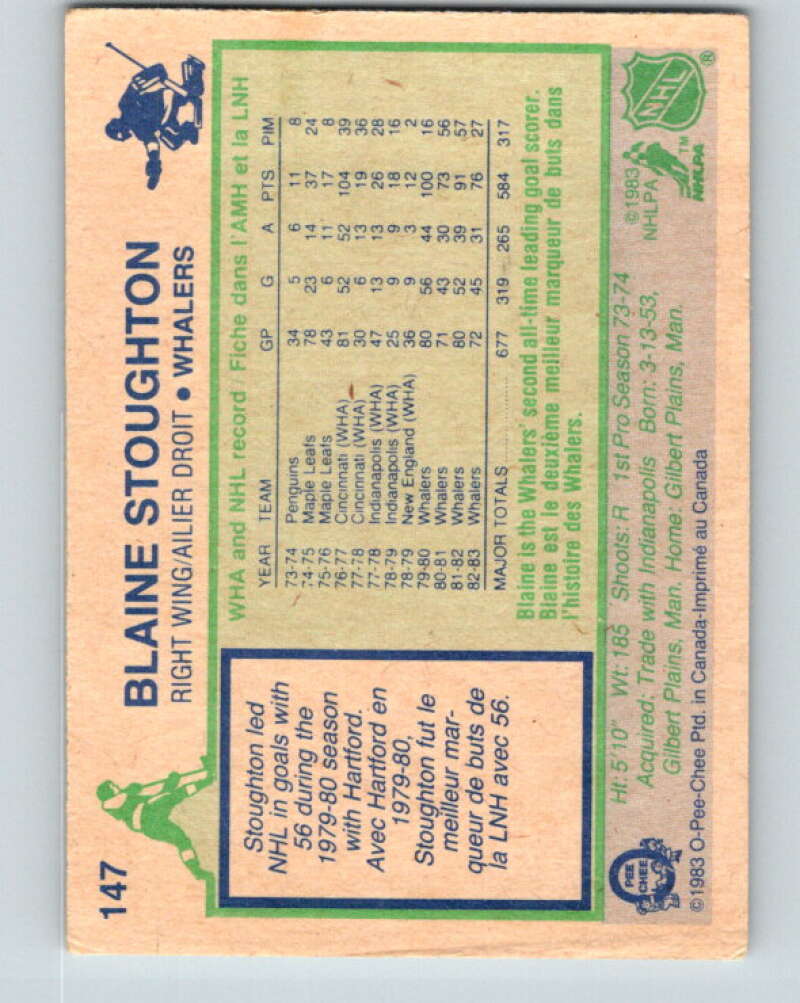 147
BLAINE STOUGHTON
RIGHT WING/AILIER DROIT • WHALERS
Stoughton led
NHL in goals with
56 during the
1979-80 season
with Hartford.
Avec Hartford en
1979-80,
Stoughton fut le
meilleur mar-
queur de buts de
la LNH avec 56.
WHA and NHL record / Fiche dans l'AMH et la LNH
YEAR TEAM GP G A PTS PIM
73-74 Penguins 34 5 6 11 8
74-75 Maple Leafs 78 23 14 37 24
75-76 Maple Leafs 43 6 11 17 8
76-77 Cincinnati (WHA) 81 52 52 104 39
77-78 Cincinnati (WHA) 30 6 13 19 36
77-78 Indianapolis (WHA) 47 13 13 26 28
78-79 Indianapolis (WHA) 25 9 9 18 16
78-79 New England (WHA) 36 9 3 12 2
79-80 Whalers 80 56 44 100 16
80-81 Whalers 71 43 30 73 56
81-82 Whalers 80 52 39 91 57
82-83 Whalers 72 45 31 76 27
MAJOR TOTALS 677 319 265 584 317
Blaine is the Whalers' second all-time leading goal scorer.
Blaine est le deuxième meilleur marqueur de buts dans
l'histoire des Whalers.
Ht: 5'10" Wt: 185 Shoots: R 1st Pro Season 73-74
Acquired: Trade with Indianapolis Born: 3-13-53,
Gilbert Plains, Man. Home: Gilbert Plains, Man.
©1983
NHLPA
NHLPA™
NHL®
O PEE CHEE
©1983 O-Pee-Chee Ptd. in Canada-Imprimé au Canada